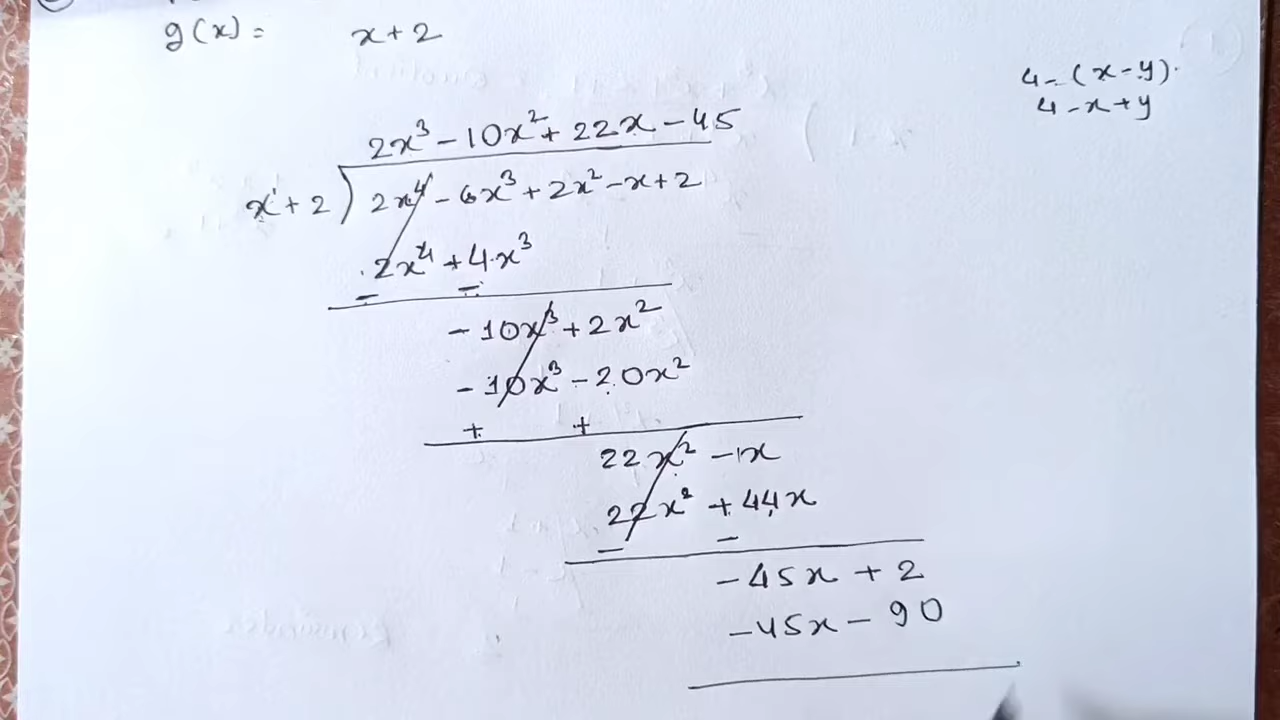 g(x) = x+2
4-(x-y).
4-x+y
2x³ - 10x² + 22x - 45
x+2 ) 2x⁴ - 6x³ + 2x² - x + 2
2x⁴ + 4x³
- -
-10x³ + 2x²
-10x³ - 20x²
+ +
22x² - 1x
22x² + 44x
- -
-45x + 2
-45x - 90